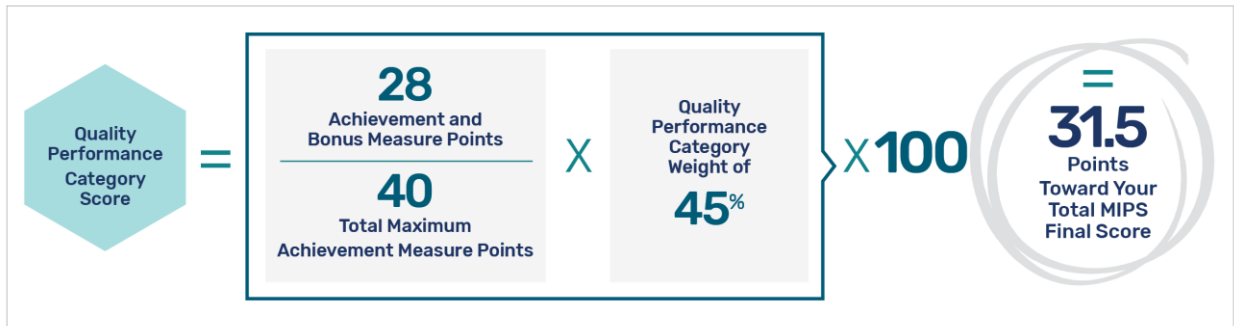 Quality
Performance
Category
Score
=
28
Achievement and
Bonus Measure Points
40
Total Maximum
Achievement Measure Points
X
Quality
Performance
Category
Weight of
45%
X 100
=
31.5
Points
Toward Your
Total MIPS
Final Score